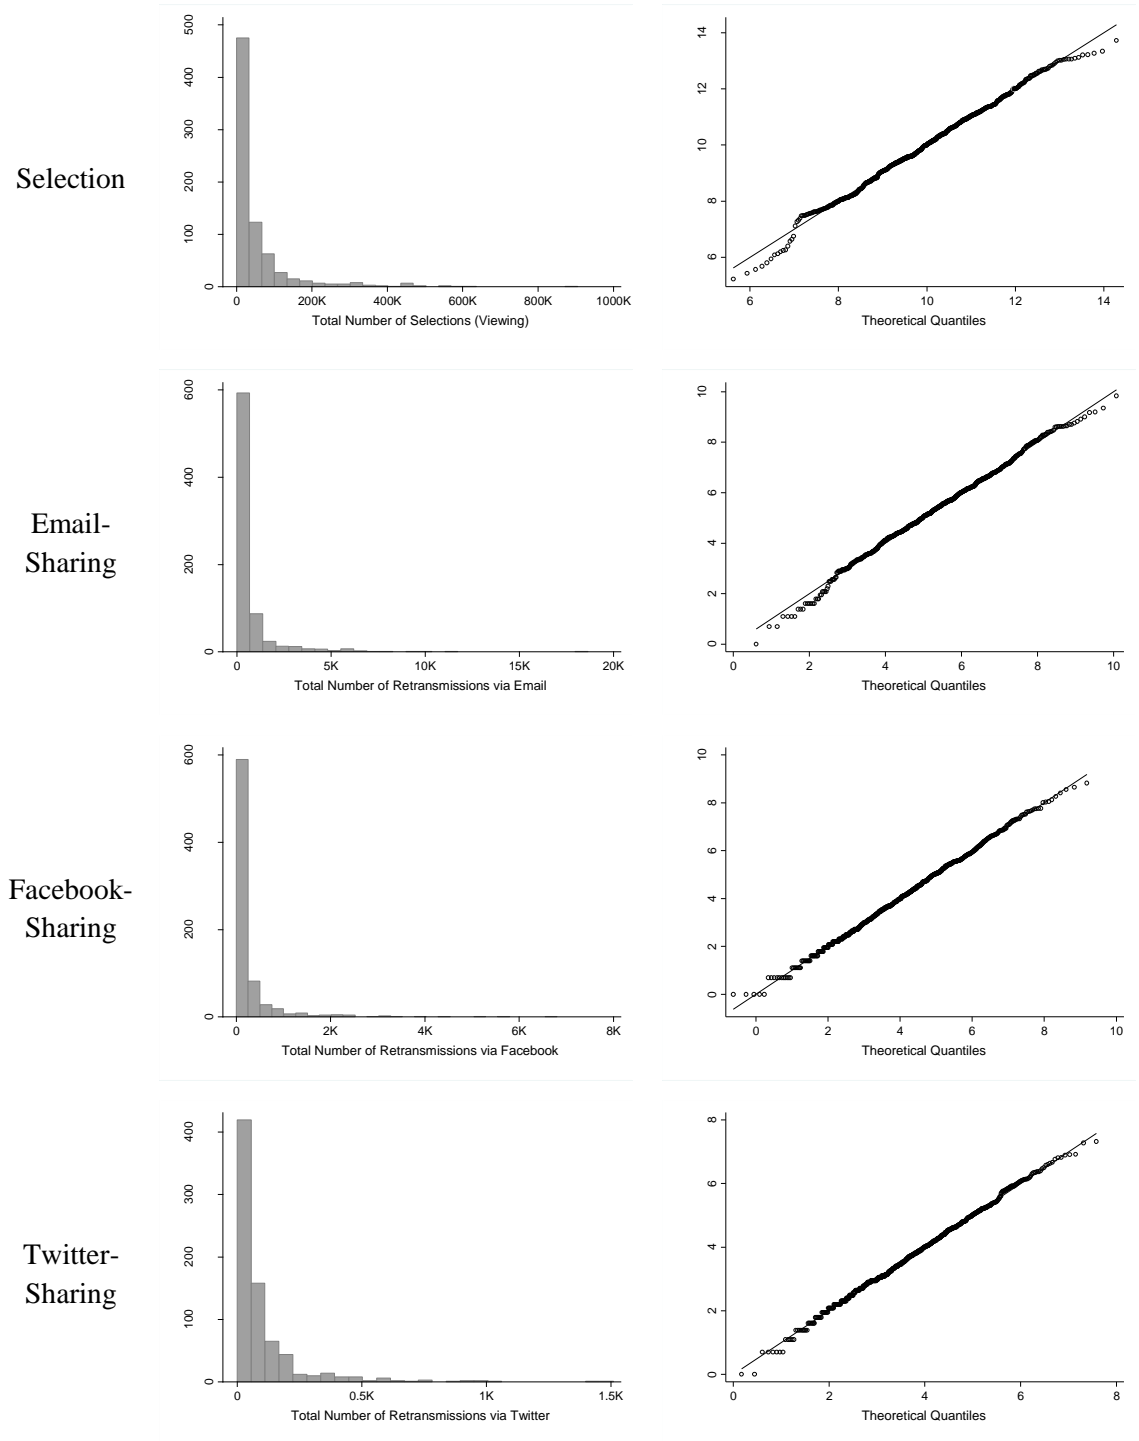 Selection
0
100
200
300
400
500
0 200K 400K 600K 800K 1000K
Total Number of Selections (Viewing)
6
8
10
12
14
6 8 10 12 14
Theoretical Quantiles
Email-
Sharing
0
200
400
600
0 5K 10K 15K 20K
Total Number of Retransmissions via Email
0
2
4
6
8
10
0 2 4 6 8 10
Theoretical Quantiles
Facebook-
Sharing
0
200
400
600
0 2K 4K 6K 8K
Total Number of Retransmissions via Facebook
0
2
4
6
8
10
0 2 4 6 8 10
Theoretical Quantiles
Twitter-
Sharing
0
100
200
300
400
0 0.5K 1K 1.5K
Total Number of Retransmissions via Twitter
0
2
4
6
8
0 2 4 6 8
Theoretical Quantiles